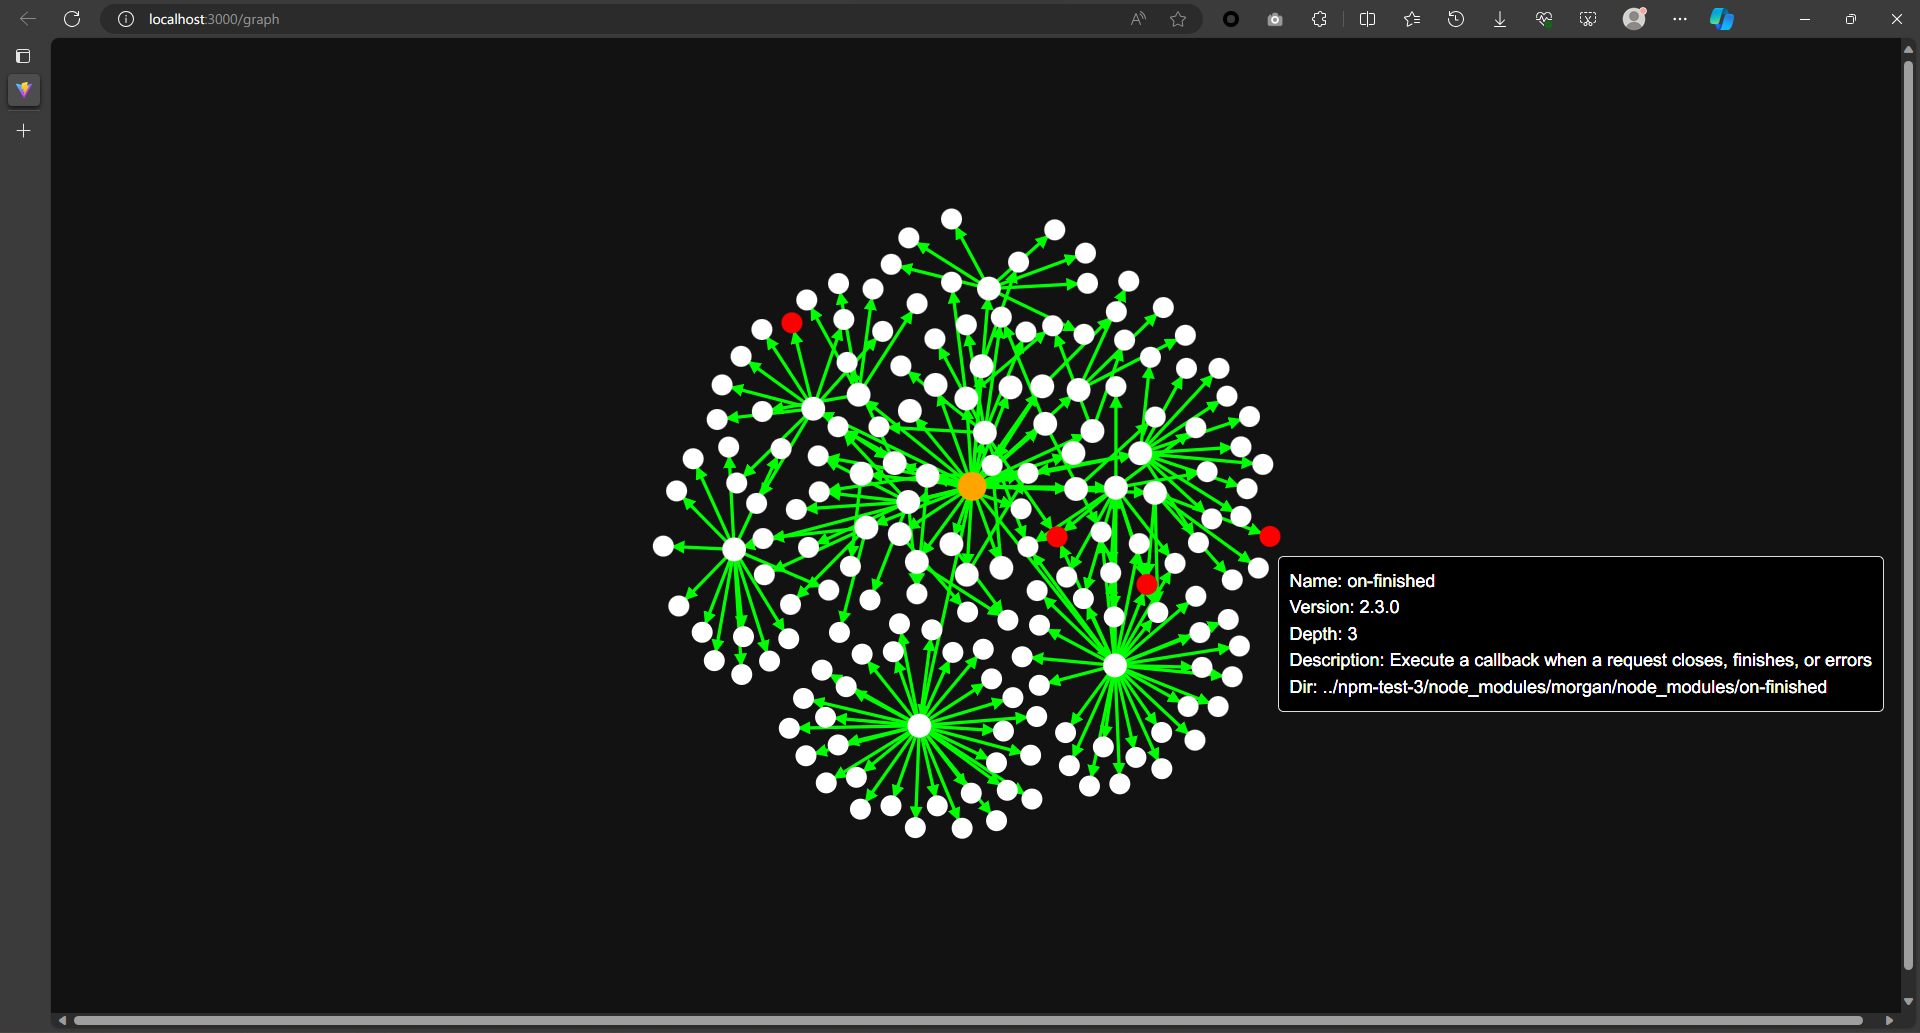 localhost:3000/graph
Name: on-finished
Version: 2.3.0
Depth: 3
Description: Execute a callback when a request closes, finishes, or errors
Dir: ../npm-test-3/node_modules/morgan/node_modules/on-finished